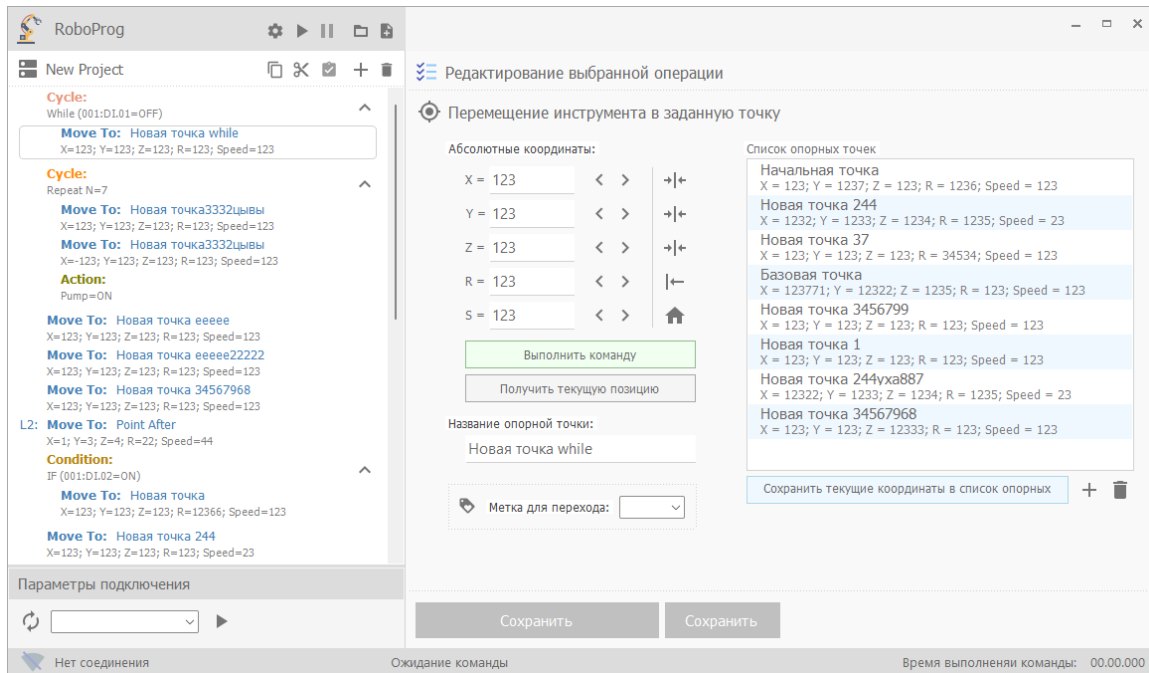 RoboProg
New Project
Cycle:
While (001:DI.01=OFF)
Move To: Новая точка while
X=123; Y=123; Z=123; R=123; Speed=123
Cycle:
Repeat N=7
Move To: Новая точка3332цывы
X=123; Y=123; Z=123; R=123; Speed=123
Move To: Новая точка3332цывы
X=-123; Y=123; Z=123; R=123; Speed=123
Action:
Pump=ON
Move To: Новая точка еееее
X=123; Y=123; Z=123; R=123; Speed=123
Move To: Новая точка еееее22222
X=123; Y=123; Z=123; R=123; Speed=123
Move To: Новая точка 34567968
X=123; Y=123; Z=123; R=123; Speed=123
L2: Move To: Point After
X=1; Y=3; Z=4; R=22; Speed=44
Condition:
IF (001:DI.02=ON)
Move To: Новая точка
X=123; Y=123; Z=123; R=12366; Speed=123
Move To: Новая точка 244
X=123; Y=123; Z=123; R=123; Speed=23
Параметры подключения
Редактирование выбранной операции
Перемещение инструмента в заданную точку
Абсолютные координаты:
X = 123
Y = 123
Z = 123
R = 123
S = 123
Выполнить команду
Получить текущую позицию
Название опорной точки:
Новая точка while
Метка для перехода:
Список опорных точек
Начальная точка
X = 123; Y = 1237; Z = 123; R = 1236; Speed = 123
Новая точка 244
X = 1232; Y = 1233; Z = 1234; R = 1235; Speed = 23
Новая точка 37
X = 123; Y = 123; Z = 123; R = 34534; Speed = 123
Базовая точка
X = 123771; Y = 12322; Z = 1235; R = 123; Speed = 123
Новая точка 3456799
X = 123; Y = 123; Z = 123; R = 123; Speed = 123
Новая точка 1
X = 123; Y = 123; Z = 123; R = 123; Speed = 123
Новая точка 244уха887
X = 12322; Y = 1233; Z = 1234; R = 1235; Speed = 23
Новая точка 34567968
X = 123; Y = 123; Z = 12333; R = 123; Speed = 123
Сохранить текущие координаты в список опорных
Сохранить
Сохранить
Нет соединения
Ожидание команды
Время выполненяи команды: 00.00.000